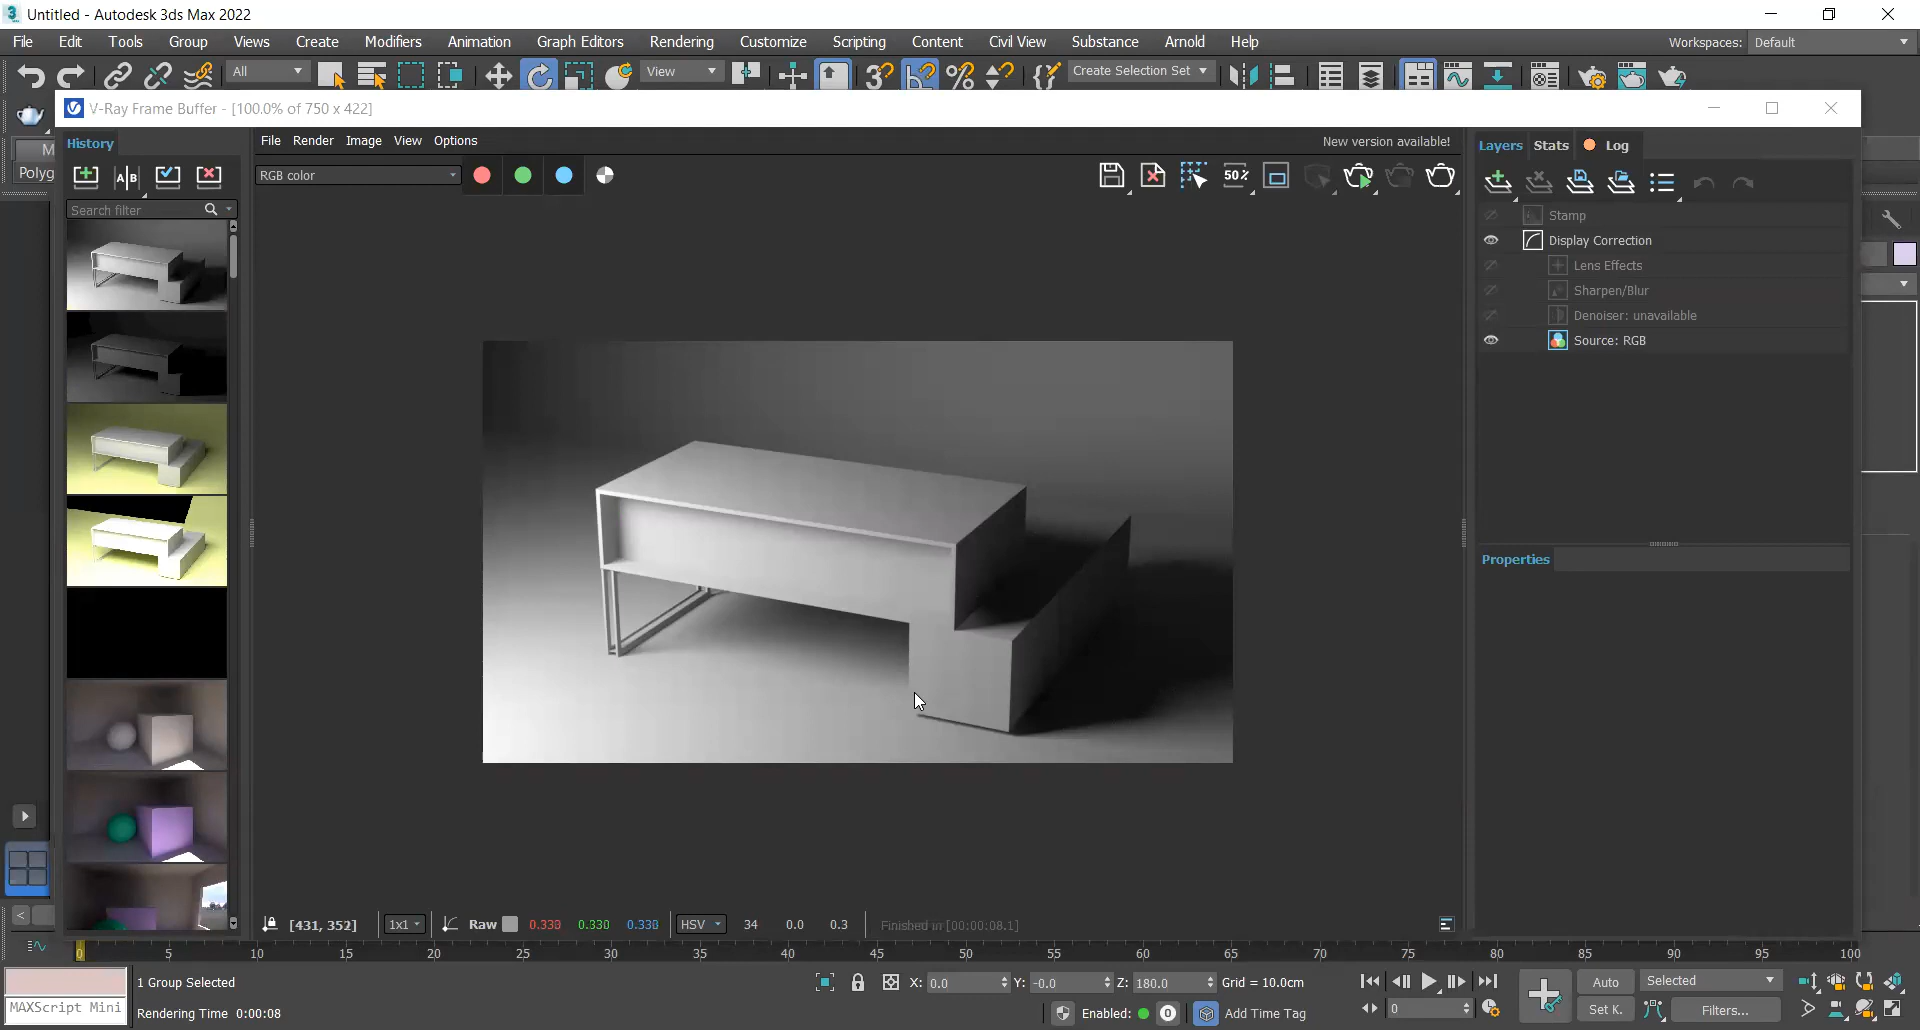 Untitled - Autodesk 3ds Max 2022
File Edit Tools Group Views Create Modifiers Animation Graph Editors Rendering Customize Scripting Content Civil View Substance Arnold Help
Workspaces: Default
All
View
Create Selection Set
V-Ray Frame Buffer - [100.0% of 750 x 422]
History
File Render Image View Options
New version available!
Layers Stats Log
M
Polyg
RGB color
50%
A B
Search filter
Stamp
Display Correction
Lens Effects
Sharpen/Blur
Denoiser: unavailable
Source: RGB
Properties
[431, 352] 1x1 Raw 0.330 0.330 0.330 HSV 34 0.0 0.3 Finished in [00:00:08.1]
0 5 10 15 20 25 30 35 40 45 50 55 60 65 70 75 80 85 90 95 100
1 Group Selected
X: 0.0 Y: -0.0 Z: 180.0 Grid = 10.0cm
Auto Selected
MAXScript Mini
Rendering Time 0:00:08
Enabled: 0 Add Time Tag
0
Set K. Filters...